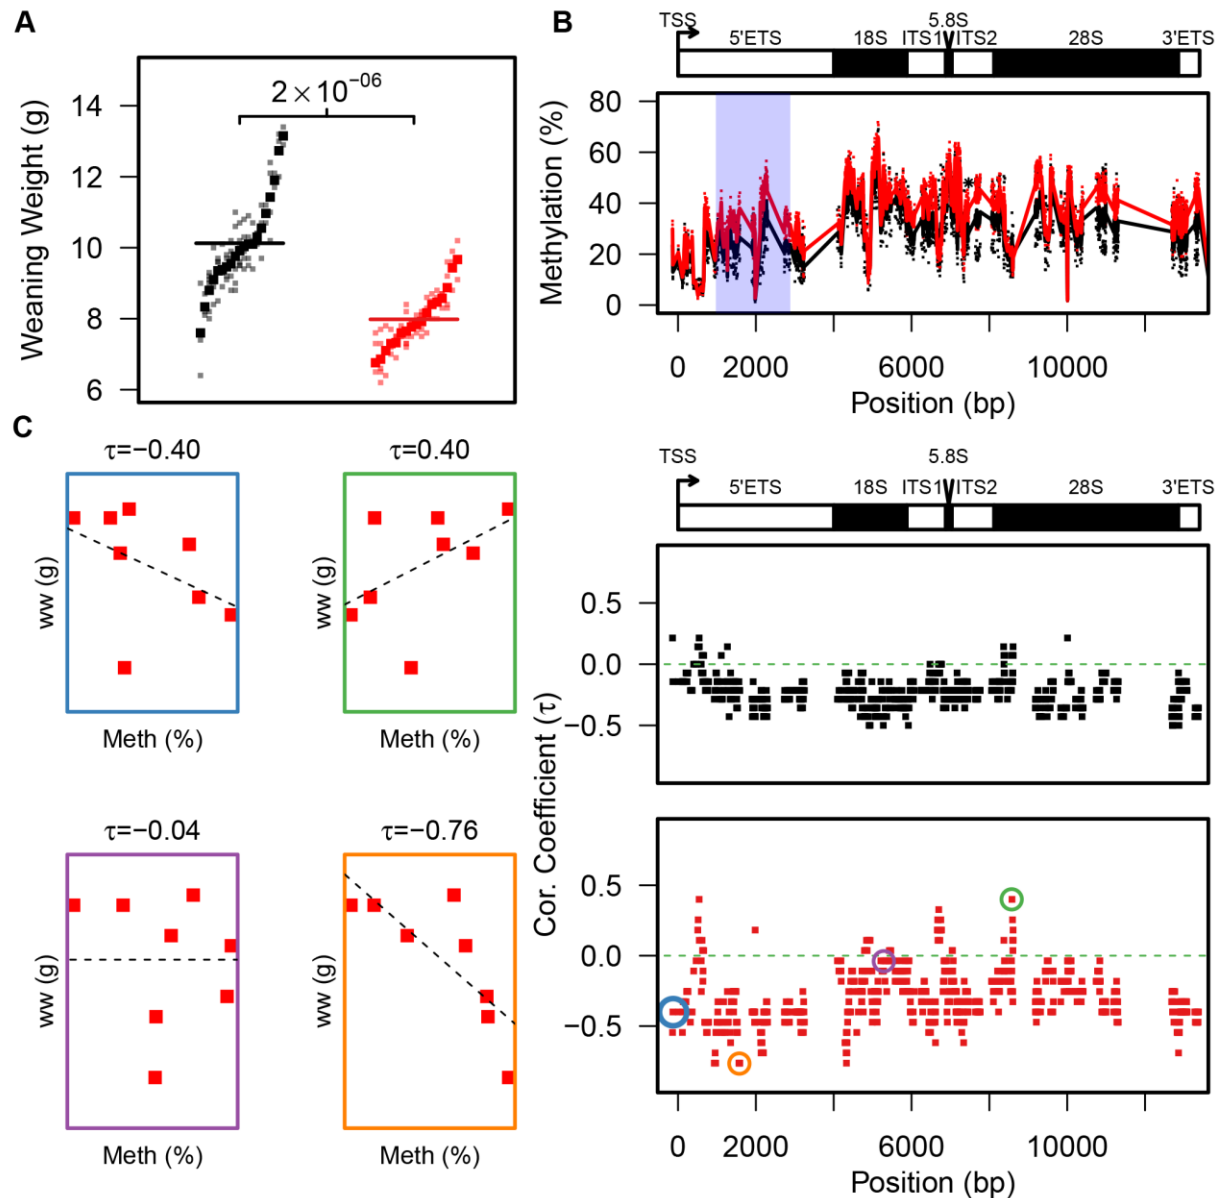 A
Weaning Weight (g)
14
12
10
8
6
2×10⁻⁰⁶
B
TSS
5'ETS
18S
ITS1
5.8S
ITS2
28S
3'ETS
Methylation (%)
80
60
40
20
0
*
0
2000
6000
10000
Position (bp)
C
τ=−0.40
ww (g)
Meth (%)
τ=0.40
ww (g)
Meth (%)
τ=−0.04
ww (g)
Meth (%)
τ=−0.76
ww (g)
Meth (%)
TSS
5'ETS
18S
ITS1
5.8S
ITS2
28S
3'ETS
Cor. Coefficient (τ)
0.5
0.0
−0.5
0.5
0.0
−0.5
0
2000
6000
10000
Position (bp)